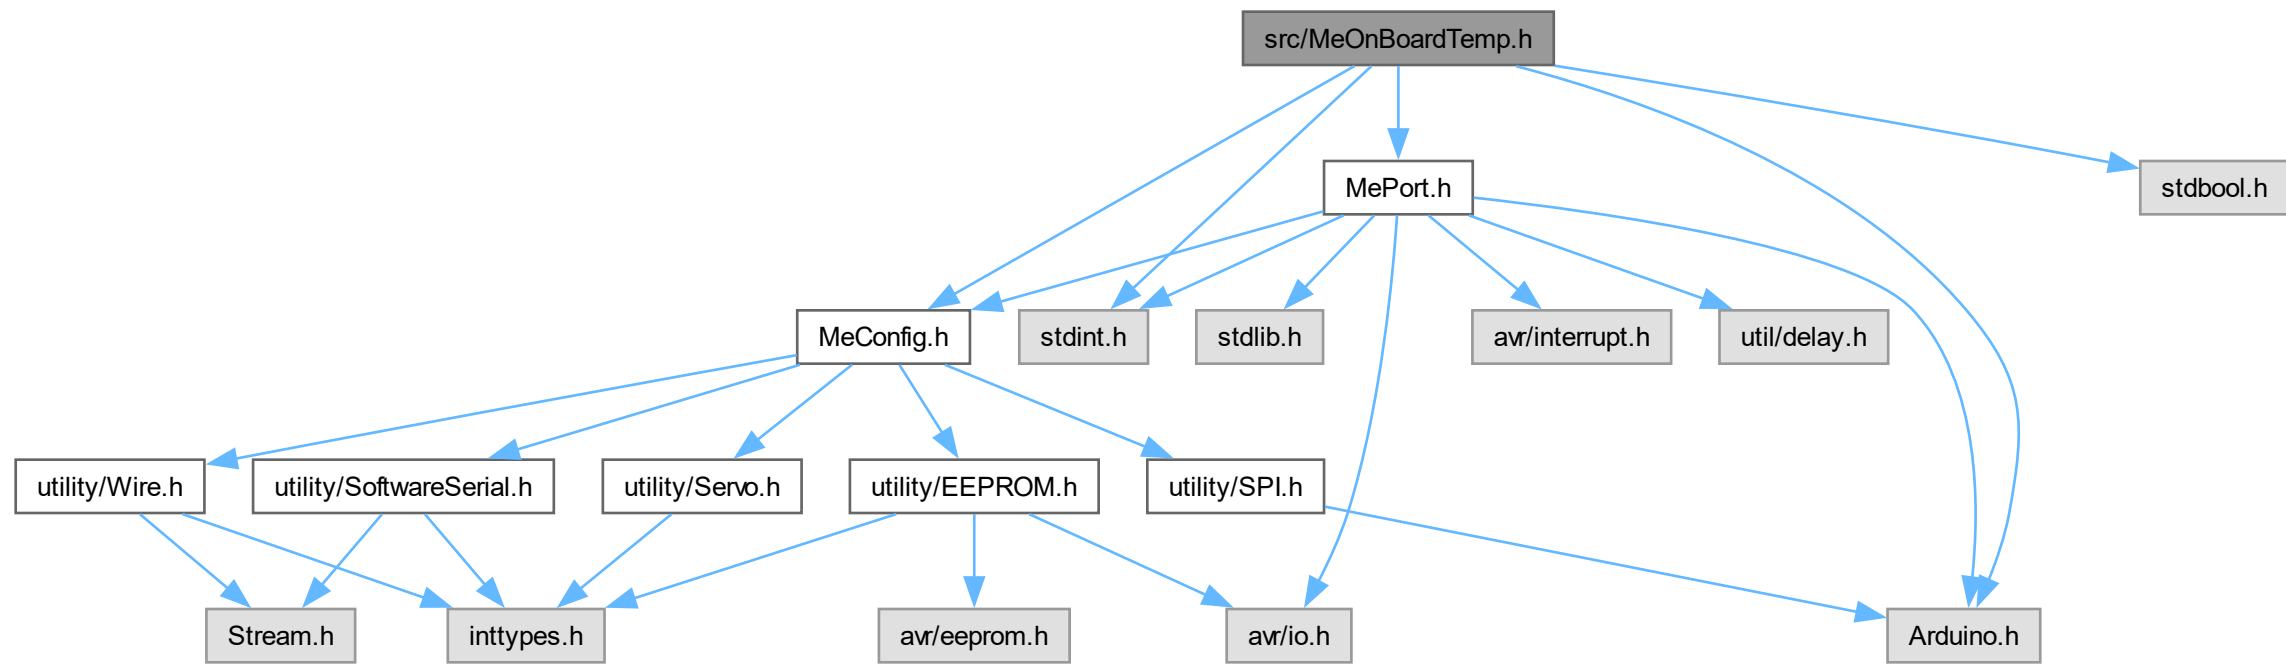 src/MeOnBoardTemp.h
MePort.h
stdbool.h
MeConfig.h
stdint.h
stdlib.h
avr/interrupt.h
util/delay.h
utility/Wire.h
utility/SoftwareSerial.h
utility/Servo.h
utility/EEPROM.h
utility/SPI.h
Stream.h
inttypes.h
avr/eeprom.h
avr/io.h
Arduino.h